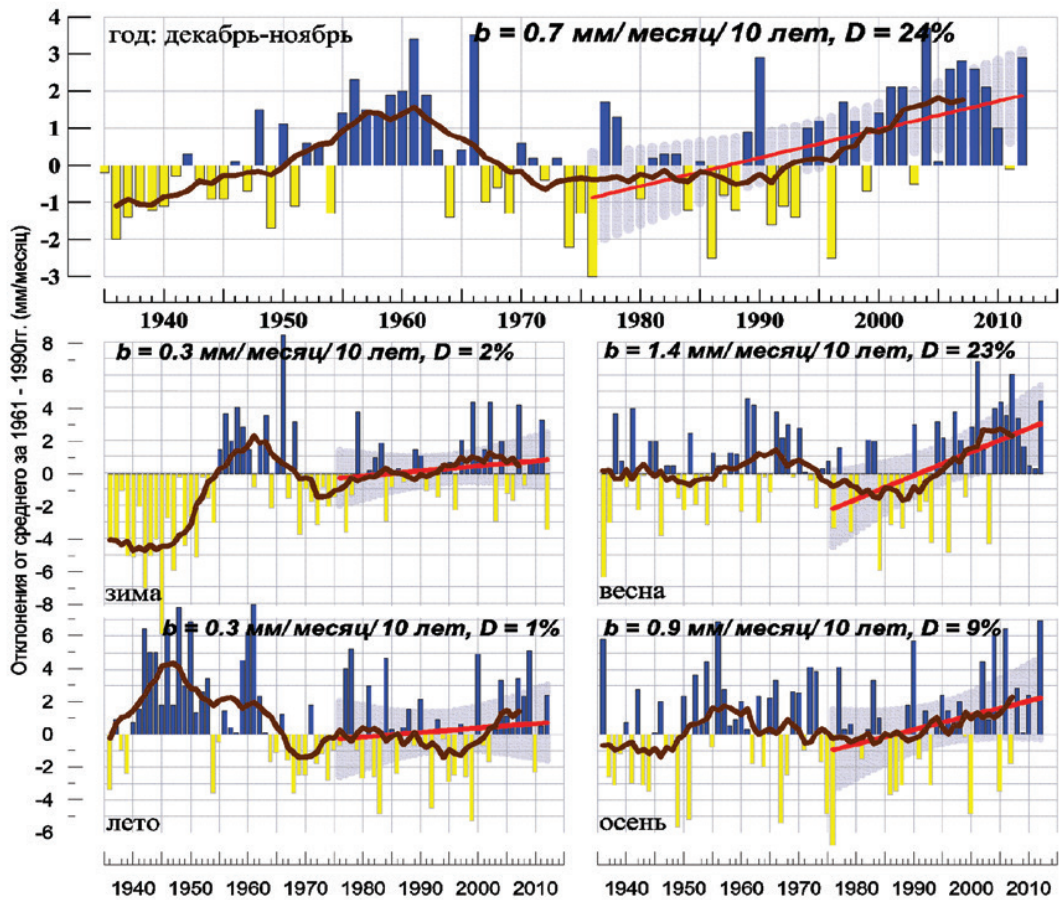 год: декабрь-ноябрь
b = 0.7 мм/месяц/10 лет, D = 24%
4
3
2
1
0
-1
-2
3
1940 1950 1960 1970 1980 1990 2000 2010
Отклонения от среднего за 1961 - 1990гг. (мм/месяц)
b = 0.3 мм/месяц/10 лет, D = 2%
b = 1.4 мм/месяц/10 лет, D = 23%
8
6
4
2
0
-2
-4
-6
-8
зима
весна
b = 0.3 мм/месяц/10 лет, D = 1%
b = 0.9 мм/месяц/10 лет, D = 9%
6
4
2
0
-2
-4
-6
лето
осень
1940 1950 1960 1970 1980 1990 2000 2010
1940 1950 1960 1970 1980 1990 2000 2010